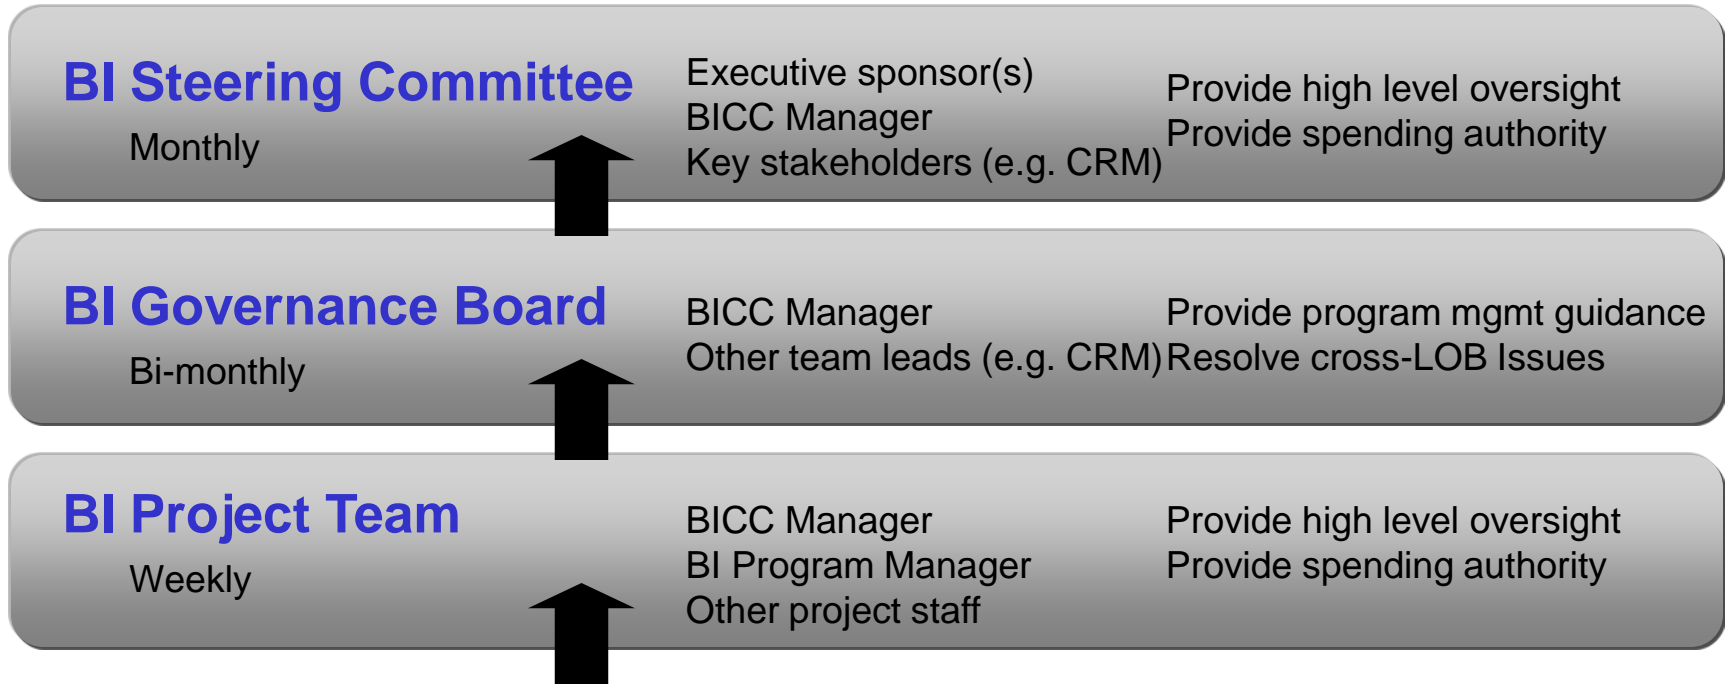 BI Steering Committee
Monthly
Executive sponsor(s)
BICC Manager
Key stakeholders (e.g. CRM)
Provide high level oversight
Provide spending authority
BI Governance Board
Bi-monthly
BICC Manager
Other team leads (e.g. CRM)
Provide program mgmt guidance
Resolve cross-LOB Issues
BI Project Team
Weekly
BICC Manager
BI Program Manager
Other project staff
Provide high level oversight
Provide spending authority